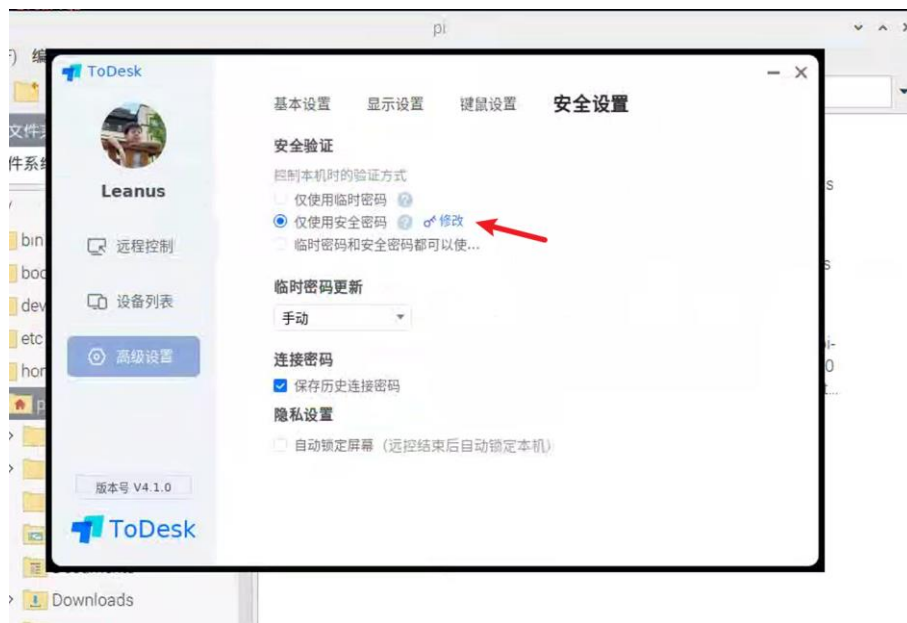 pi
编
ToDesk
基本设置 显示设置 键鼠设置 安全设置
安全验证
控制本机时的验证方式
仅使用临时密码
仅使用安全密码 修改
临时密码和安全密码都可以使...
临时密码更新
手动
连接密码
保存历史连接密码
隐私设置
自动锁定屏幕（远控结束后自动锁定本机）
Leanus
远程控制
设备列表
高级设置
版本号 V4.1.0
ToDesk
bin
dev
etc
Downloads